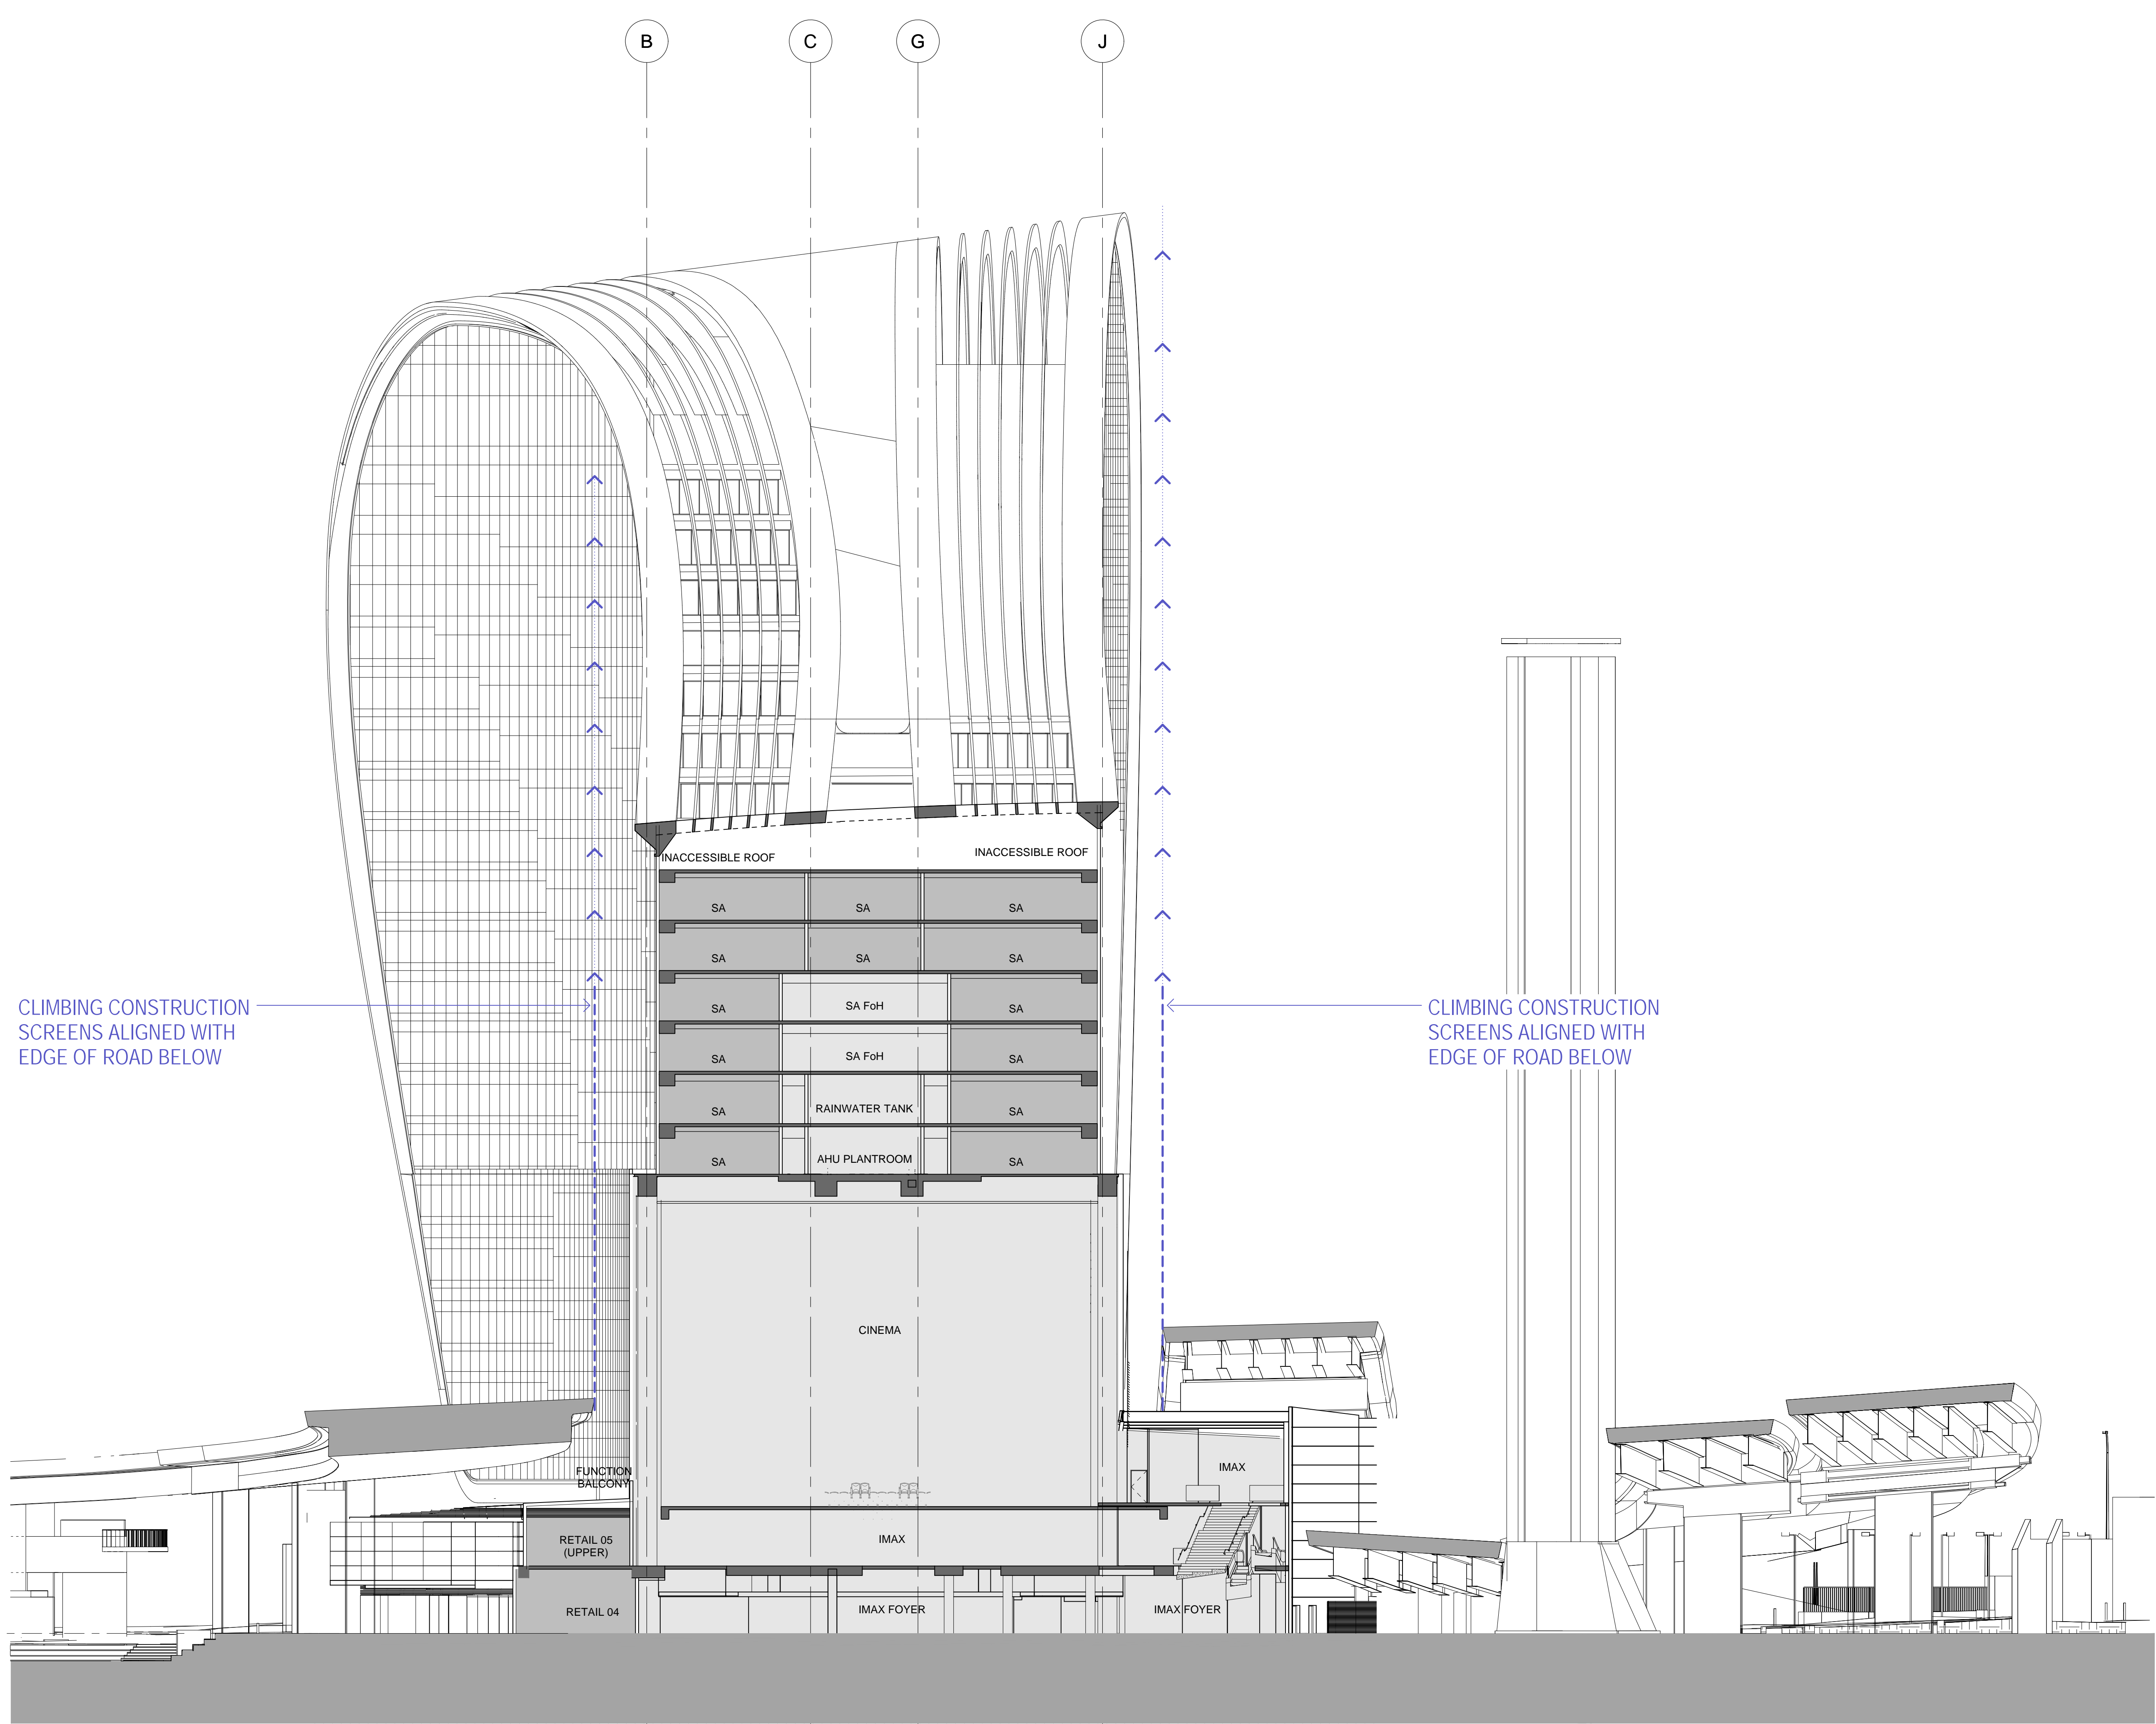 B
C
G
J
INACCESSIBLE ROOF
INACCESSIBLE ROOF
SA
SA
SA
SA
SA
SA
SA
SA FoH
SA
CLIMBING CONSTRUCTION
SCREENS ALIGNED WITH
EDGE OF ROAD BELOW
CLIMBING CONSTRUCTION
SCREENS ALIGNED WITH
EDGE OF ROAD BELOW
SA
SA FoH
SA
SA
RAINWATER TANK
SA
SA
AHU PLANTROOM
SA
CINEMA
FUNCTION
BALCONY
IMAX
RETAIL 05
(UPPER)
IMAX
RETAIL 04
IMAX FOYER
IMAX FOYER